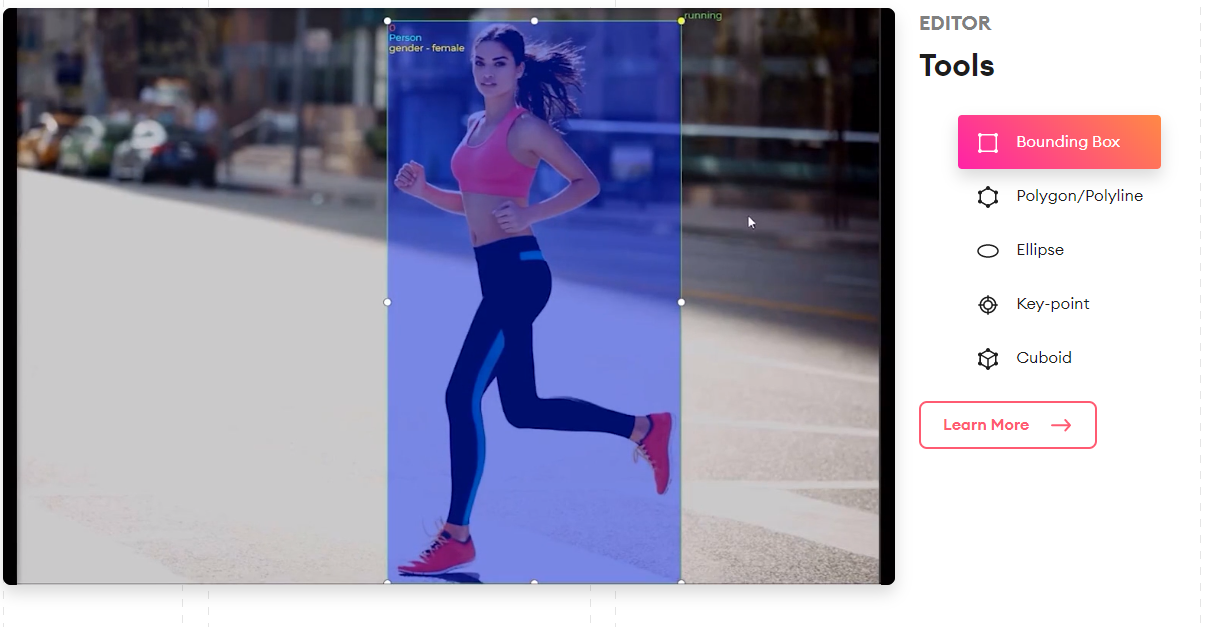 running
0
Person
gender - female
EDITOR
Tools
Bounding Box
Polygon/Polyline
Ellipse
Key-point
Cuboid
Learn More